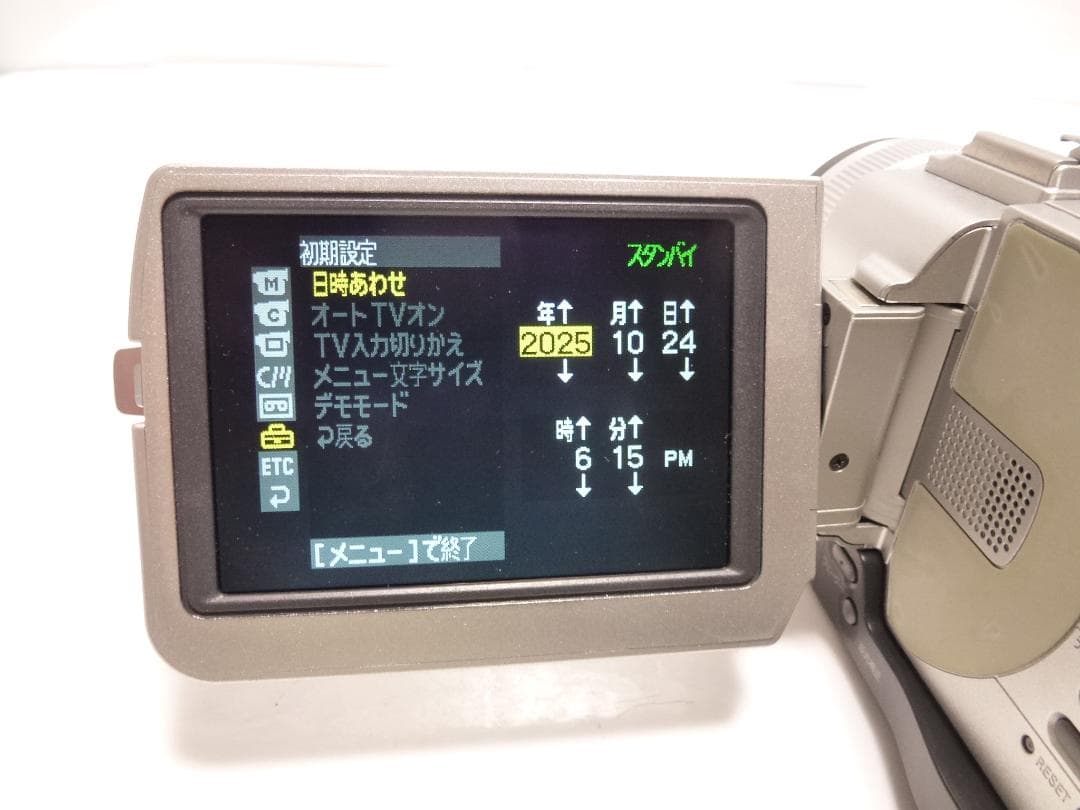 初期設定
スタンバイ
日時あわせ
オートTVオン
TV入力切りかえ
メニュー文字サイズ
デモモード
⮌戻る
年↑ 月↑ 日↑
2025 10 24
↓ ↓ ↓
時↑ 分↑
6 15 PM
↓ ↓
M
C
ETC
[メニュー]で終了
RESET